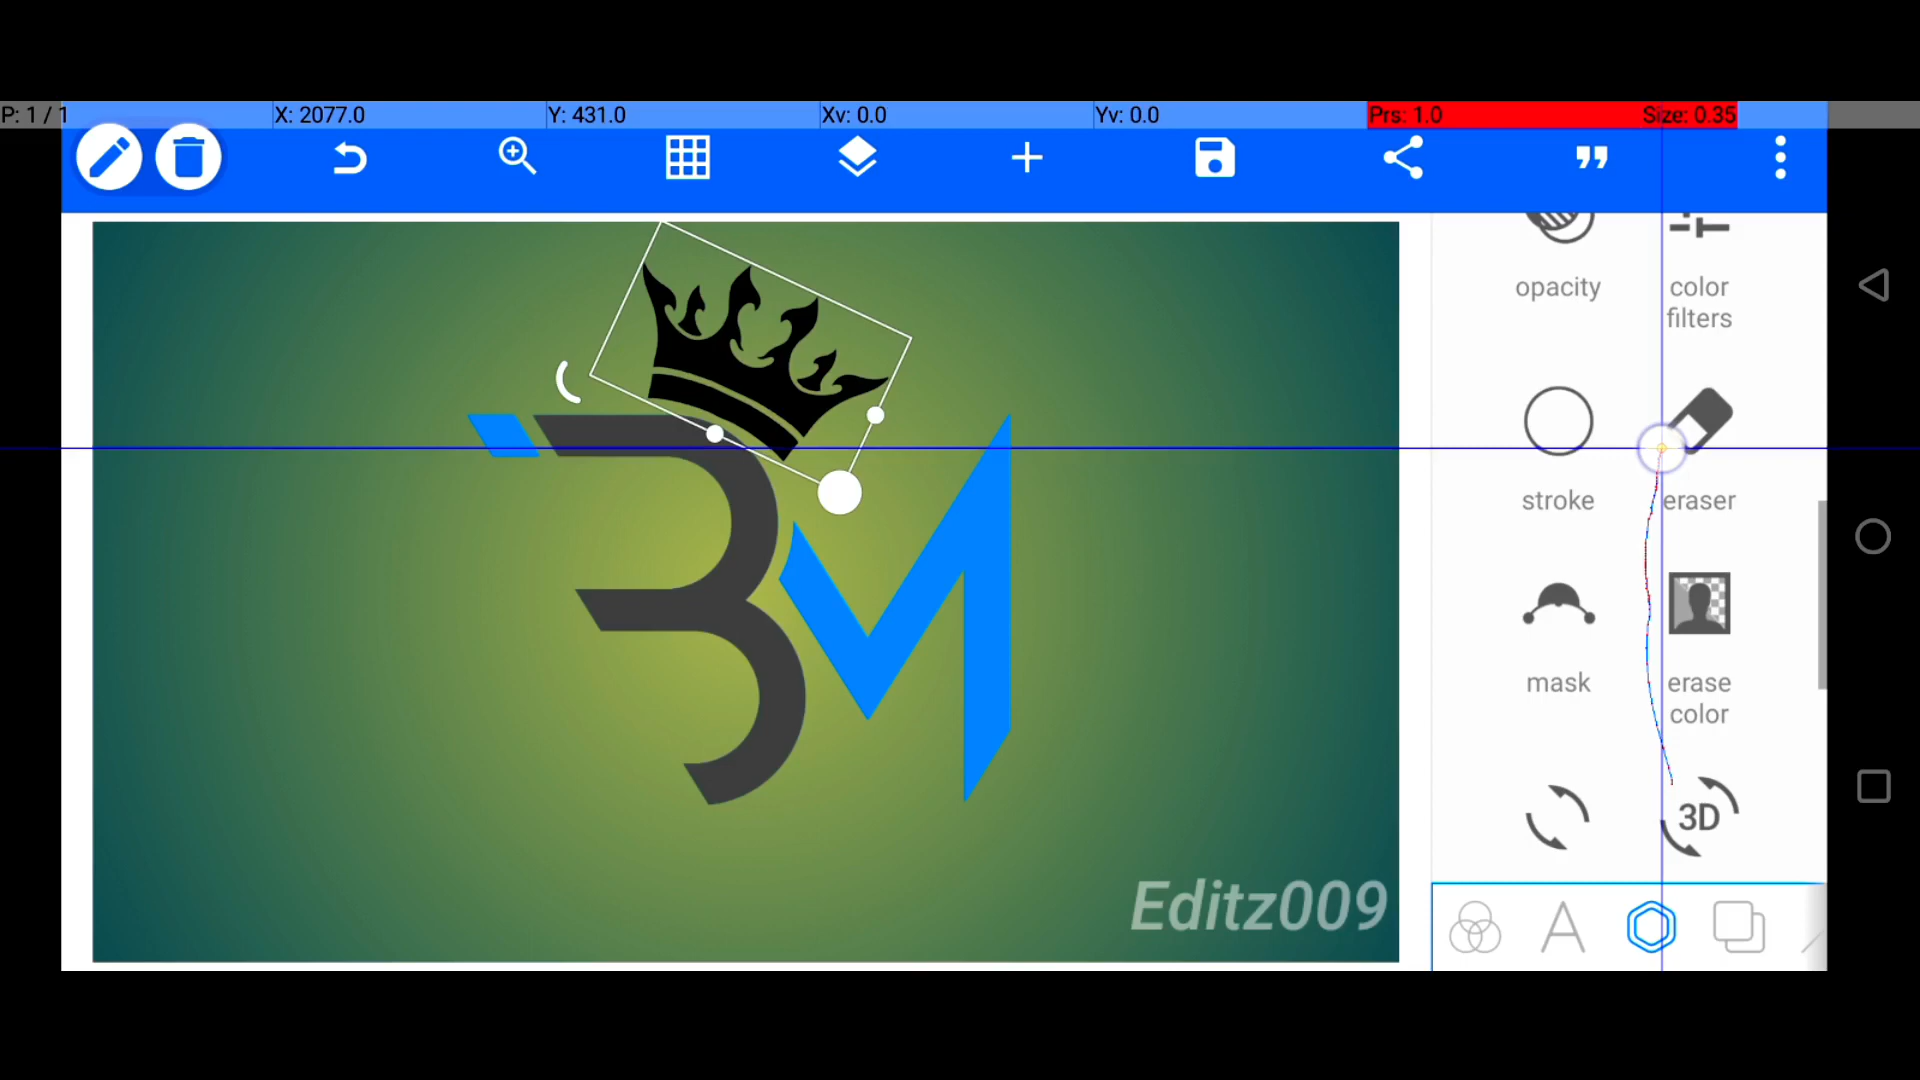 P: 1 / 1 X: 2077.0 Y: 431.0 Xv: 0.0 Yv: 0.0 Prs: 1.0 Size: 0.35
opacity color
filters
stroke eraser
mask erase
color
3D
BM
Editz009